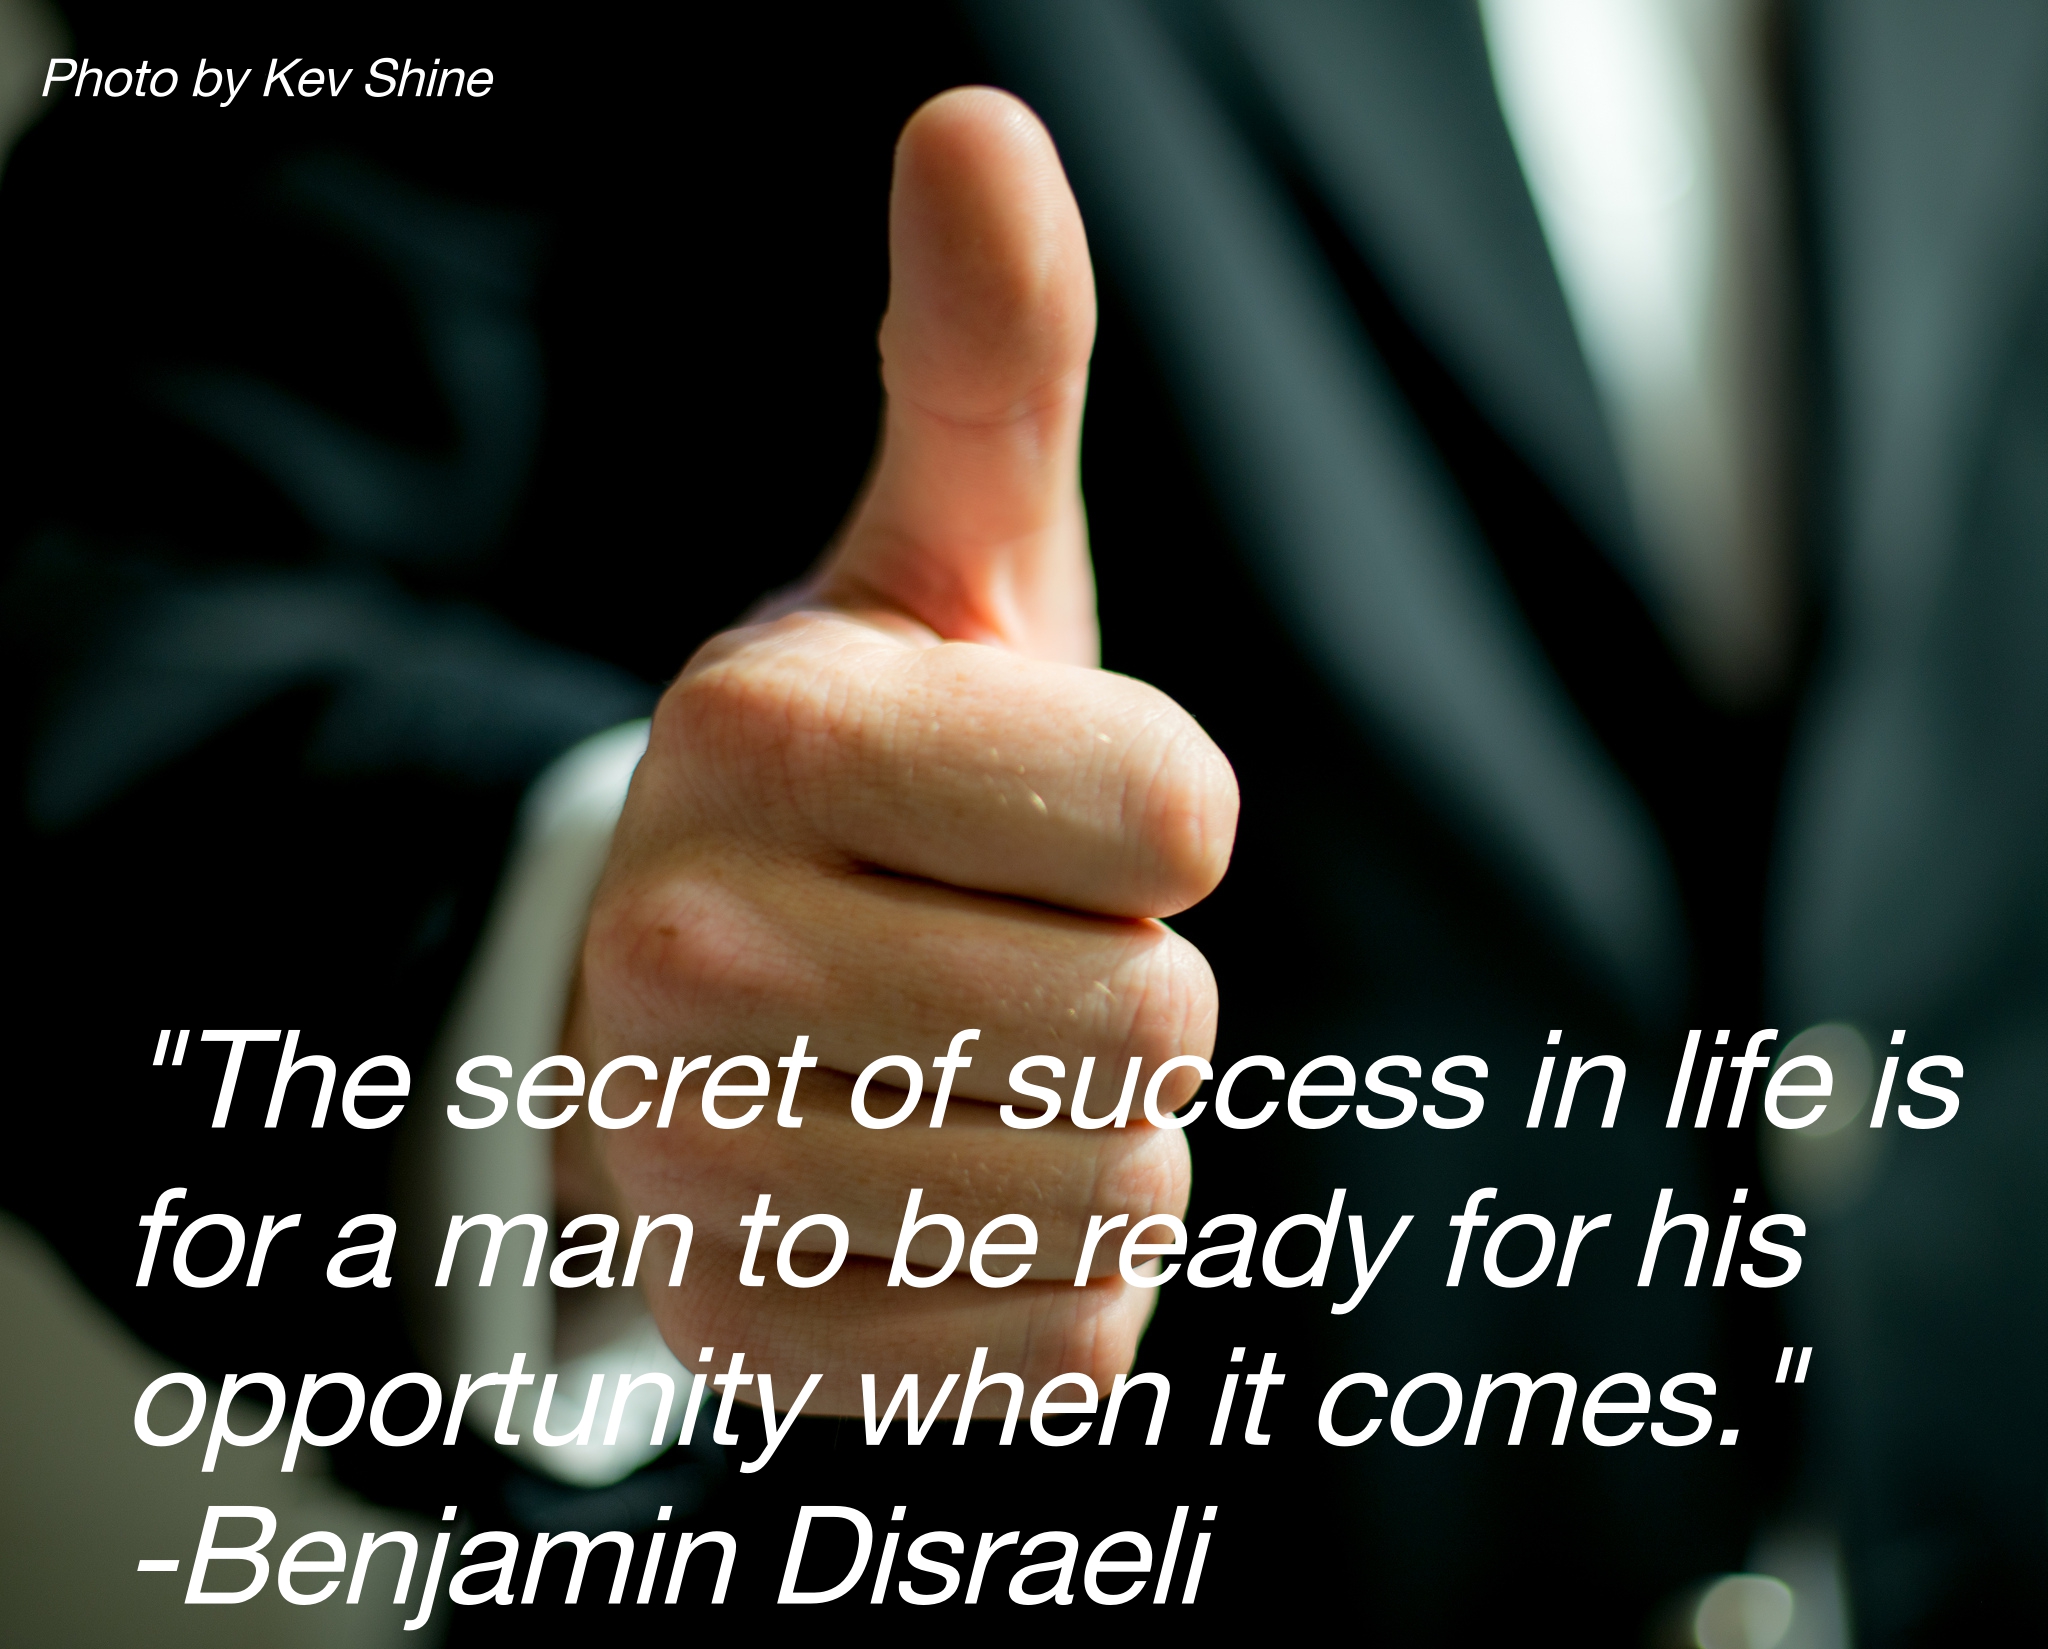 Photo by Kev Shine
"The secret of success in life is
for a man to be ready for his
opportunity when it comes."
-Benjamin Disraeli